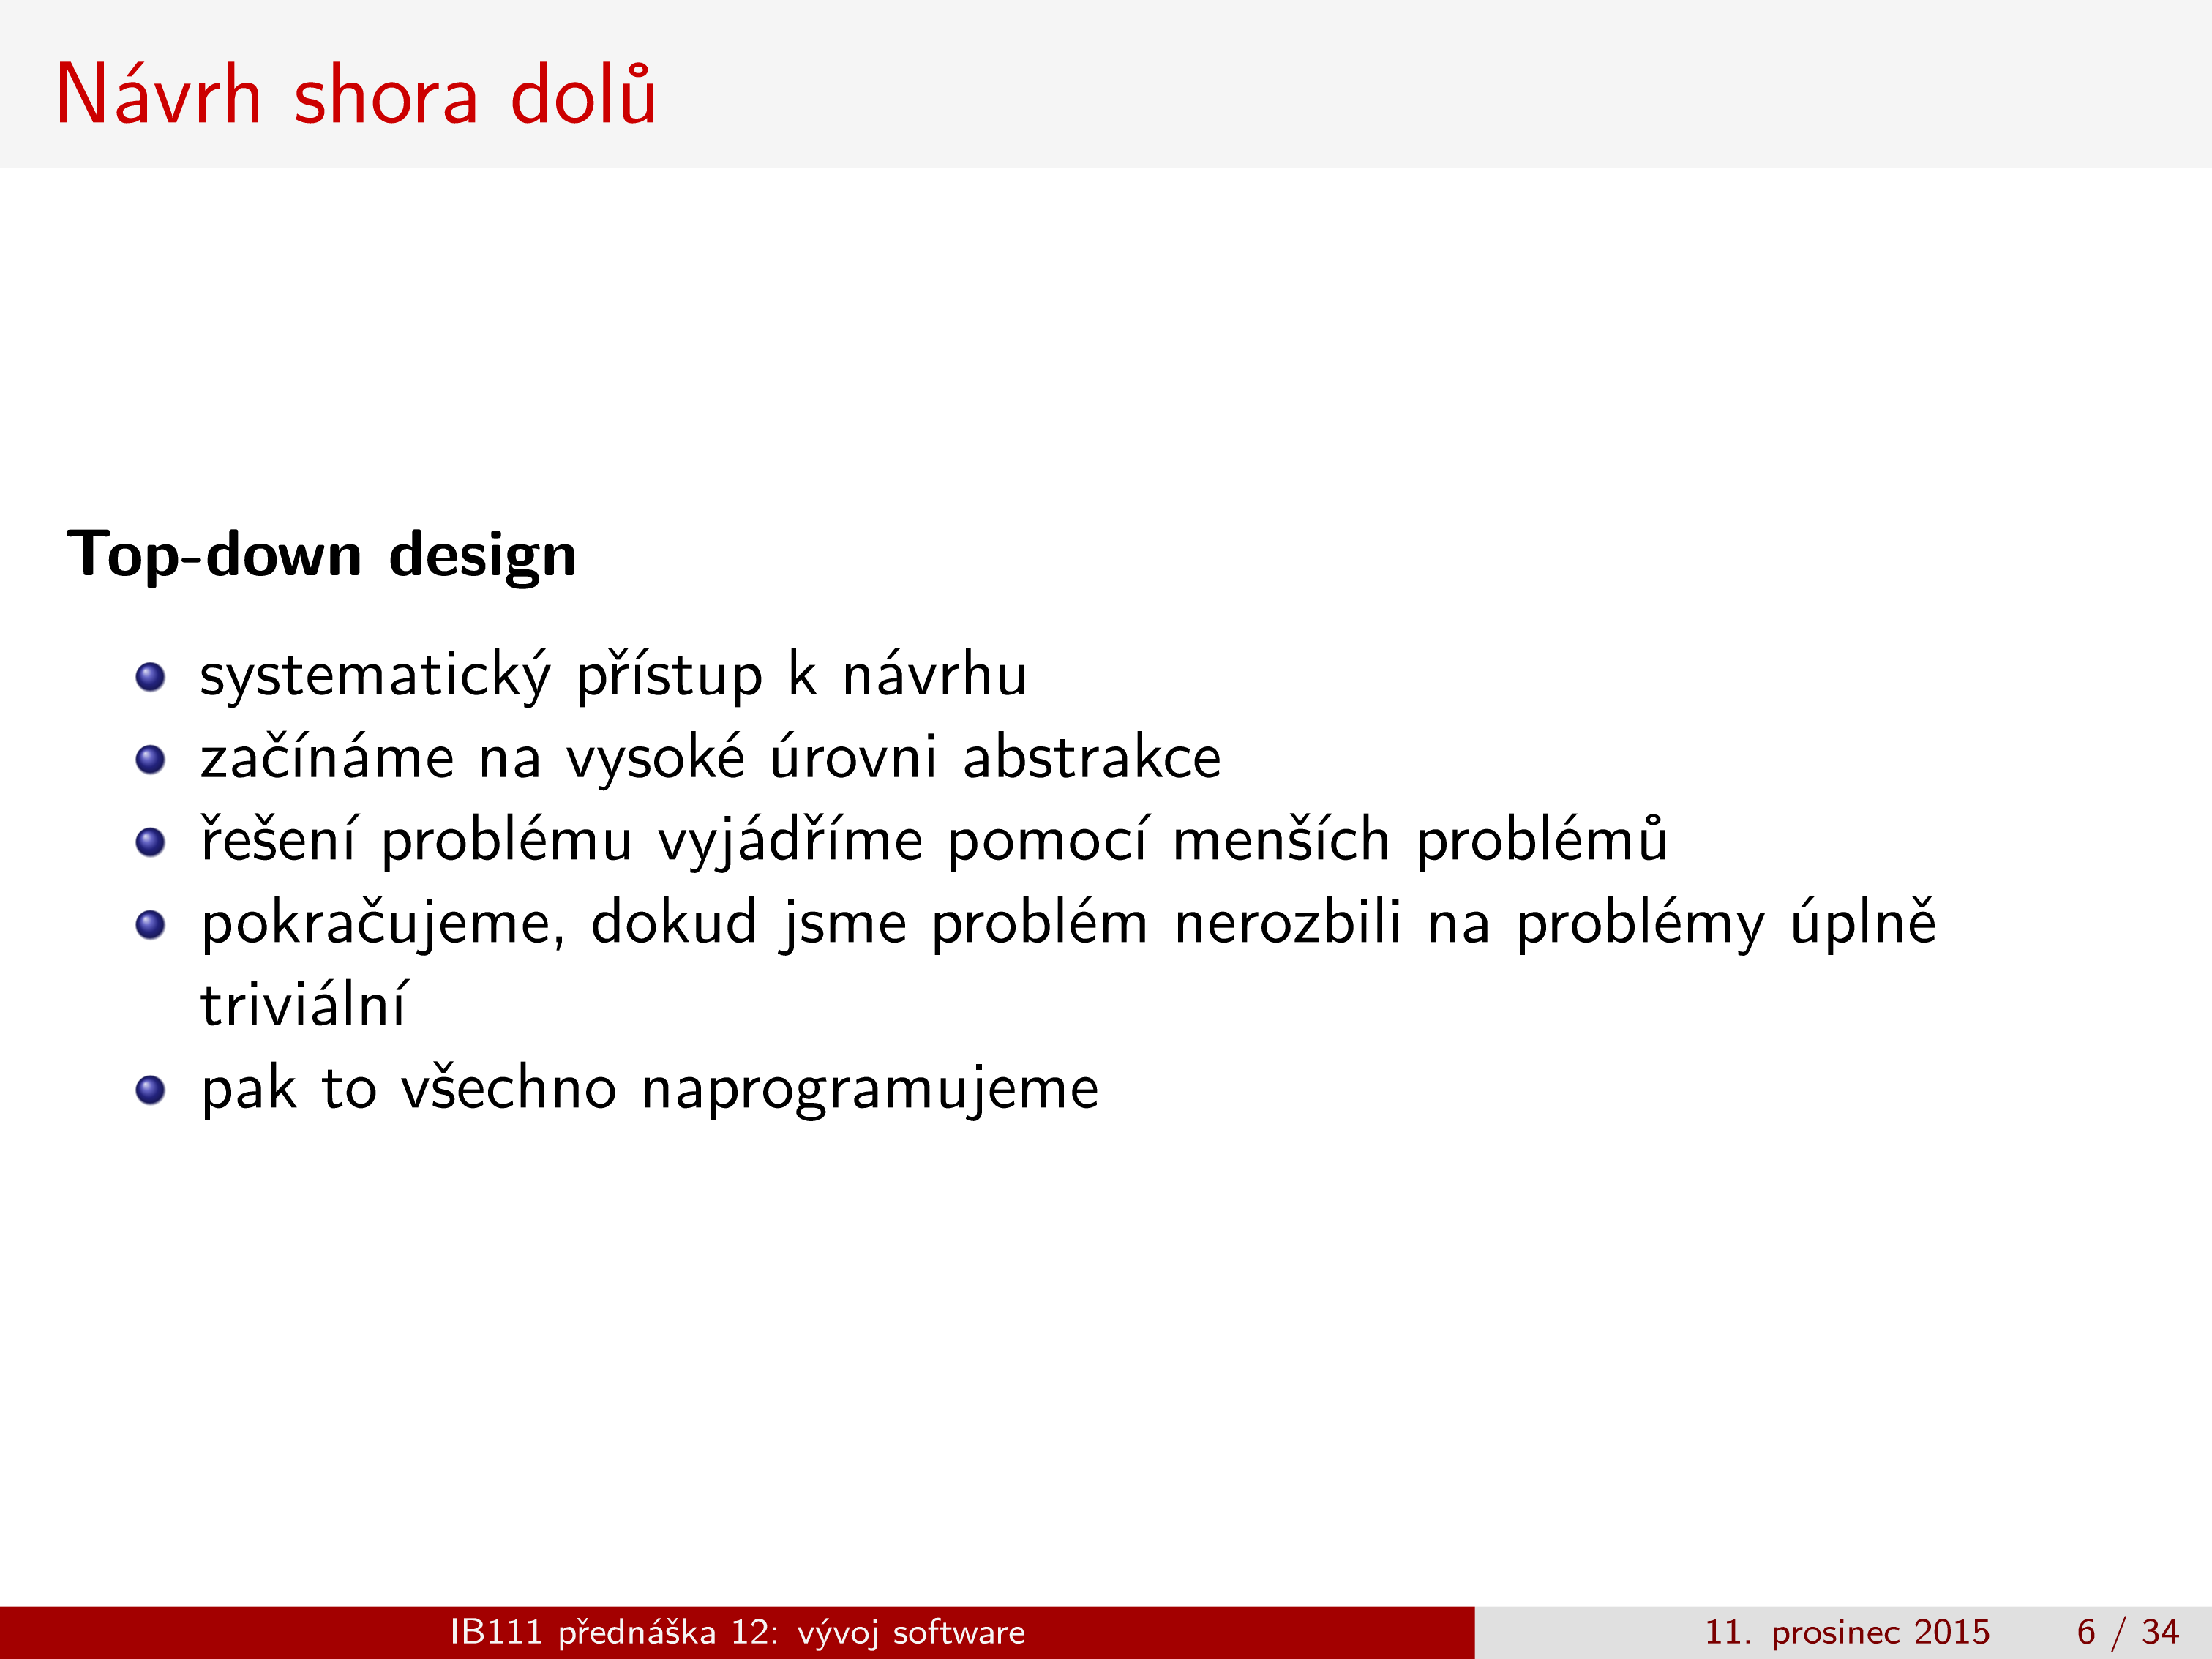 Návrh shora dolů
Top-down design
systematický přístup k návrhu
začínáme na vysoké úrovni abstrakce
řešení problému vyjádříme pomocí menších problémů
pokračujeme, dokud jsme problém nerozbili na problémy úplně
triviální
pak to všechno naprogramujeme
IB111 přednáška 12: vývoj software
11. prosinec 2015
6 / 34